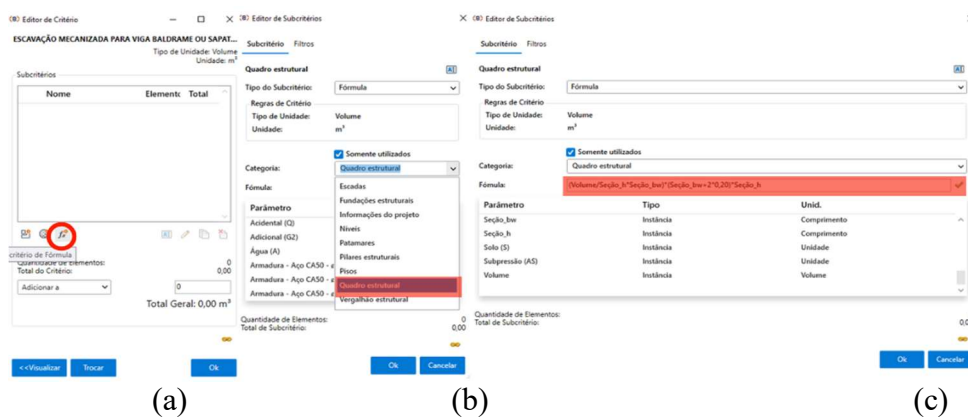 Editor de Critério
ESCAVAÇÃO MECANIZADA PARA VIGA BALDRAME OU SAPAT...
Tipo de Unidade: Volume
Unidade: m³
Subcritérios
Nome Elementc Total
critério de Fórmula
Quantidade de Elementos: 0
Total do Critério: 0,00
Adicionar a 0
Total Geral: 0,00 m³
<<Visualizar Trocar Ok
(a)
Editor de Subcritérios
Subcritério Filtros
Quadro estrutural
Tipo do Subcritério: Fórmula
Regras de Critério
Tipo de Unidade: Volume
Unidade: m³
Somente utilizados
Categoria: Quadro estrutural
Fórmula:
Escadas
Fundações estruturais
Informações do projeto
Níveis
Patamares
Pilares estruturais
Pisos
Quadro estrutural
Vergalhão estrutural
Parâmetro
Acidental (Q)
Adicional (G2)
Água (A)
Armadura - Aço CA50 - ø
Armadura - Aço CA50 - ø
Armadura - Aço CA50 - ø
Quantidade de Elementos: 0
Total de Subcritério: 0,00
Ok Cancelar
(b)
Editor de Subcritérios
Subcritério Filtros
Quadro estrutural
Tipo do Subcritério: Fórmula
Regras de Critério
Tipo de Unidade: Volume
Unidade: m³
Somente utilizados
Categoria: Quadro estrutural
Fómula: (Volume/Seção_h*Seção_bw)*(Seção_bw+2*0,20)*Seção_h
Parâmetro Tipo Unid.
Seção_bw Instância Comprimento
Seção_h Instância Comprimento
Solo (S) Instância Unidade
Subpressão (AS) Instância Unidade
Volume Instância Volume
Quantidade de Elementos:
Total de Subcritério: 0,0
Ok Cancelar
(c)